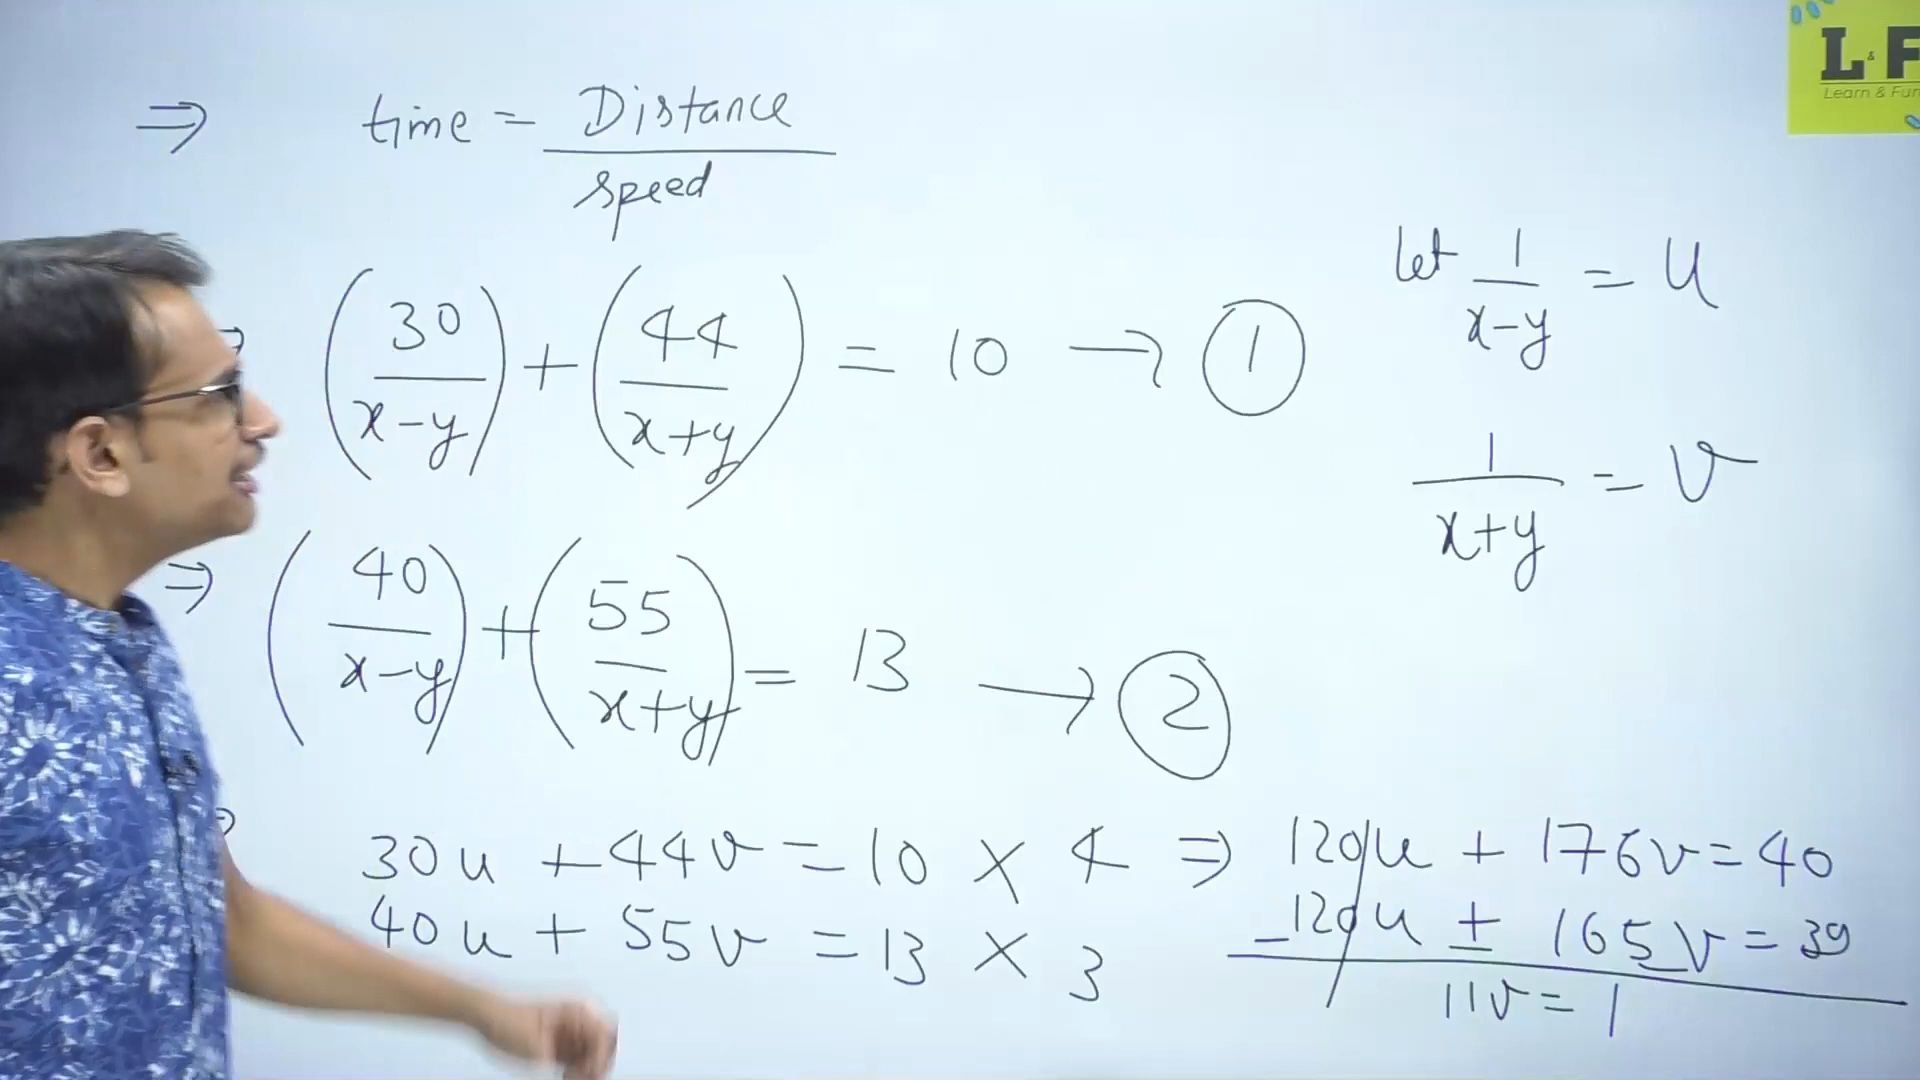 L & F
Learn & Fun
⇒ time = Distance / speed
(30 / x-y) + (44 / x+y) = 10 → ①
let 1 / x-y = u
1 / x+y = v
⇒ (40 / x-y) + (55 / x+y) = 13 → ②
30u + 44v = 10 × 4 ⇒ 120u + 176v = 40
40u + 55v = 13 × 3
- 120u ± 165v = 39
11v = 1